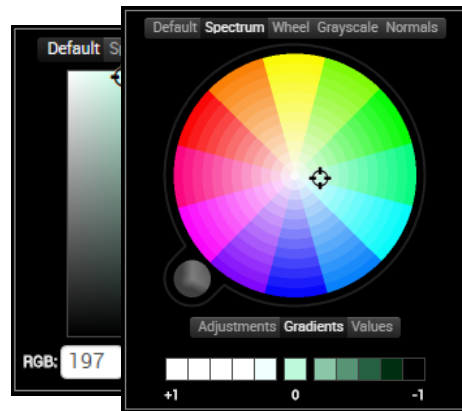 Default Spectrum Wheel Grayscale Normals
Default
Adjustments Gradients Values
RGB: 197
+1 0 -1